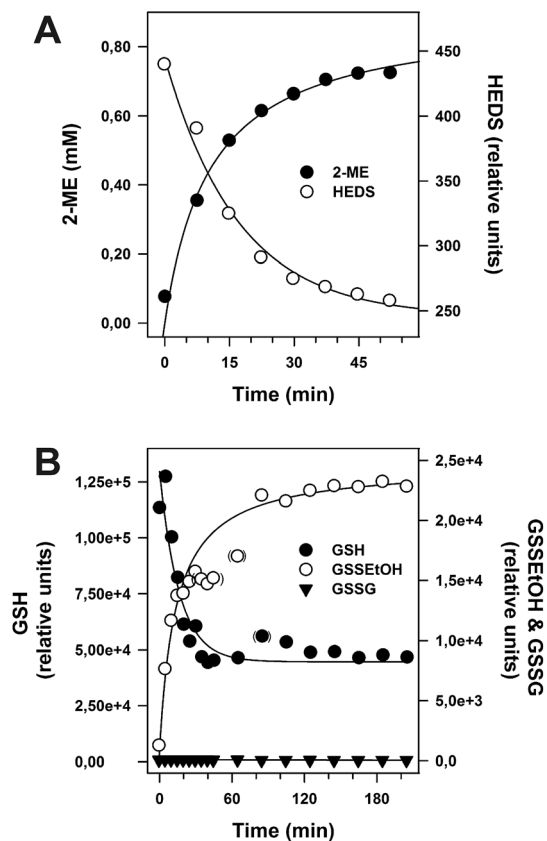 A
0,80
0,60
0,40
0,20
0,00
2-ME (mM)
450
400
350
300
250
HEDS (relative units)
2-ME
HEDS
0 15 30 45
Time (min)
B
1,25e+5
1,00e+5
7,50e+4
5,00e+4
2,50e+4
0,00
GSH
(relative units)
2,5e+4
2,0e+4
1,5e+4
1,0e+4
5,0e+3
0,0
GSSEtOH & GSSG
(relative units)
GSH
GSSEtOH
GSSG
0 60 120 180
Time (min)